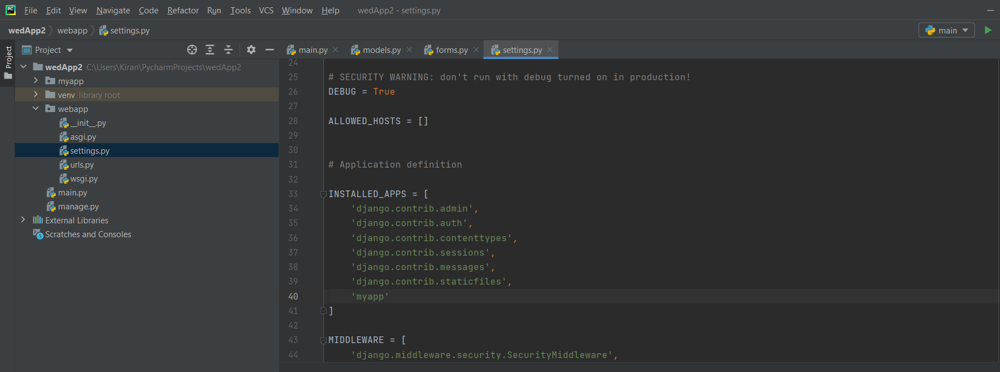 PC File Edit View Navigate Code Refactor Run Tools VCS Window Help wedApp2 - settings.py
wedApp2 webapp settings.py main
Project
Project
main.py models.py forms.py settings.py
wedApp2 C:\Users\Kiran\PycharmProjects\wedApp2
myapp
venv library root
webapp
__init__.py
asgi.py
settings.py
urls.py
wsgi.py
main.py
manage.py
External Libraries
Scratches and Consoles
24
25 # SECURITY WARNING: don't run with debug turned on in production!
26 DEBUG = True
27
28 ALLOWED_HOSTS = []
29
30
31 # Application definition
32
33 INSTALLED_APPS = [
34 'django.contrib.admin',
35 'django.contrib.auth',
36 'django.contrib.contenttypes',
37 'django.contrib.sessions',
38 'django.contrib.messages',
39 'django.contrib.staticfiles',
40 'myapp'
41 ]
42
43 MIDDLEWARE = [
44 'django.middleware.security.SecurityMiddleware',